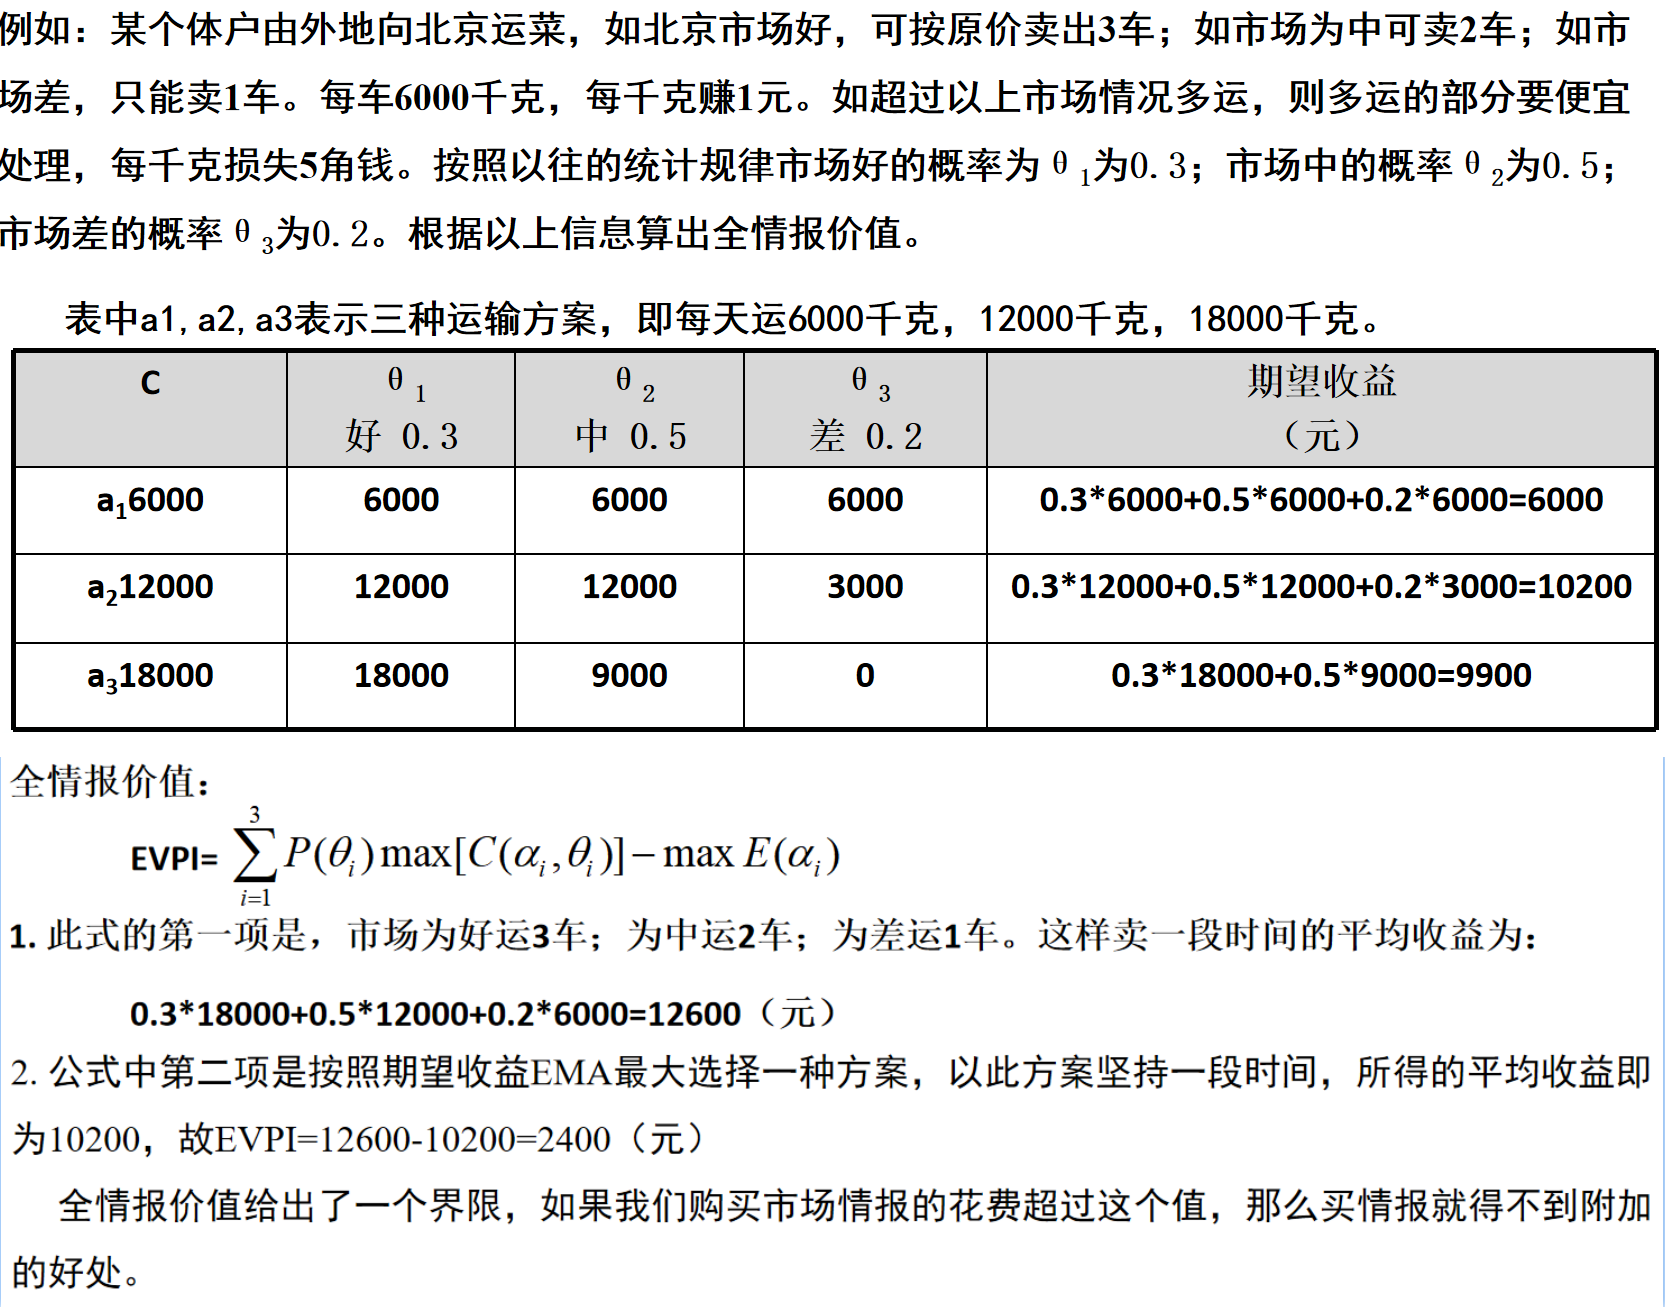 例如：某个体户由外地向北京运菜，如北京市场好，可按原价卖出3车；如市场为中可卖2车；如市
场差，只能卖1车。每车6000千克，每千克赚1元。如超过以上市场情况多运，则多运的部分要便宜
处理，每千克损失5角钱。按照以往的统计规律市场好的概率为θ1为0.3；市场中的概率θ2为0.5；
市场差的概率θ3为0.2。根据以上信息算出全情报价值。
表中a1,a2,a3表示三种运输方案，即每天运6000千克，12000千克，18000千克。
C θ1 θ2 θ3 期望收益
好 0.3 中 0.5 差 0.2 （元）
a16000 6000 6000 6000 0.3*6000+0.5*6000+0.2*6000=6000
a212000 12000 12000 3000 0.3*12000+0.5*12000+0.2*3000=10200
a318000 18000 9000 0 0.3*18000+0.5*9000=9900
全情报价值：
EVPI= ∑_{i=1}^{3} P(θi)max[C(αi,θi)]−max E(αi)
1. 此式的第一项是，市场为好运3车；为中运2车；为差运1车。这样卖一段时间的平均收益为：
0.3*18000+0.5*12000+0.2*6000=12600（元）
2. 公式中第二项是按照期望收益EMA最大选择一种方案，以此方案坚持一段时间，所得的平均收益即
为10200，故EVPI=12600-10200=2400（元）
全情报价值给出了一个界限，如果我们购买市场情报的花费超过这个值，那么买情报就得不到附加
的好处。